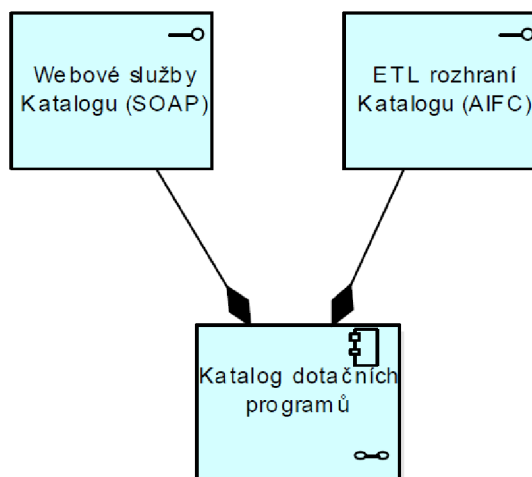 Webové služby
Katalogu (SOAP)
ETL rozhraní
Katalogu (AIFC)
Katalog dotačních
programů